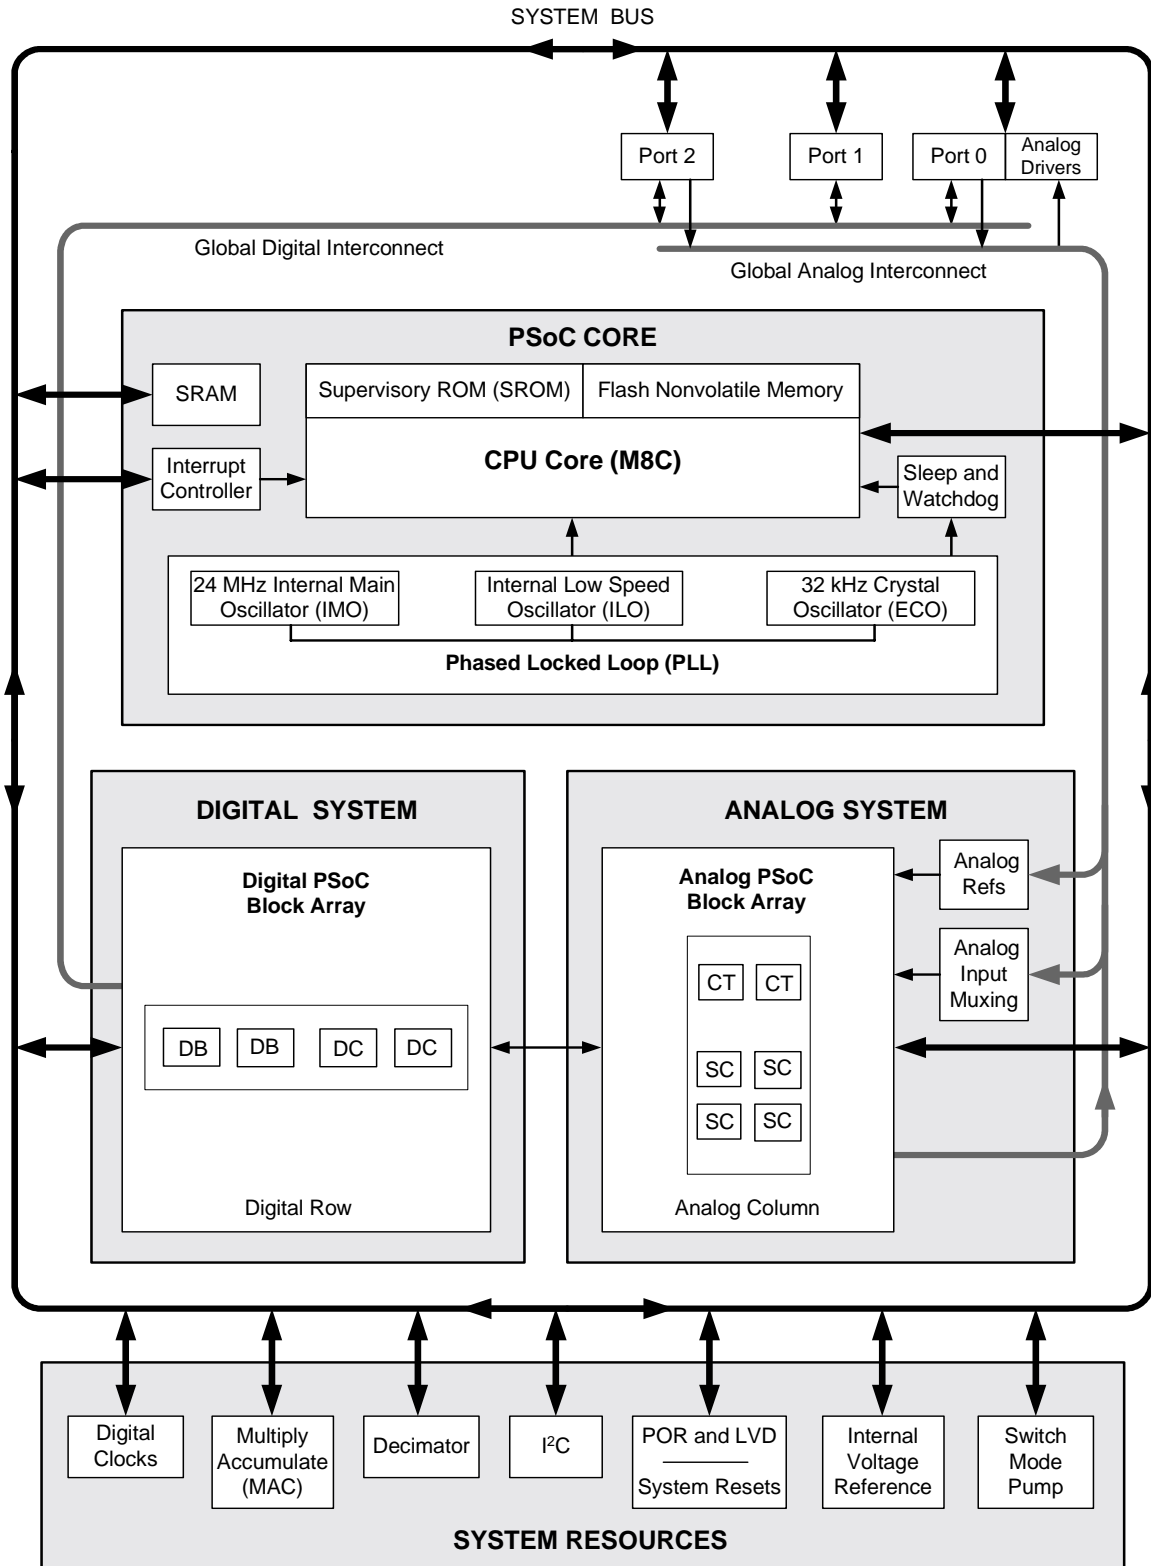 SYSTEM BUS
Port 2
Port 1
Port 0
Analog
Drivers
Global Digital Interconnect
Global Analog Interconnect
PSoC CORE
SRAM
Supervisory ROM (SROM)
Flash Nonvolatile Memory
CPU Core (M8C)
Interrupt
Controller
Sleep and
Watchdog
24 MHz Internal Main
Oscillator (IMO)
Internal Low Speed
Oscillator (ILO)
32 kHz Crystal
Oscillator (ECO)
Phased Locked Loop (PLL)
DIGITAL SYSTEM
Digital PSoC
Block Array
DB
DB
DC
DC
Digital Row
ANALOG SYSTEM
Analog PSoC
Block Array
CT
CT
SC
SC
SC
SC
Analog Column
Analog
Refs
Analog
Input
Muxing
Digital
Clocks
Multiply
Accumulate
(MAC)
Decimator
I²C
POR and LVD
System Resets
Internal
Voltage
Reference
Switch
Mode
Pump
SYSTEM RESOURCES